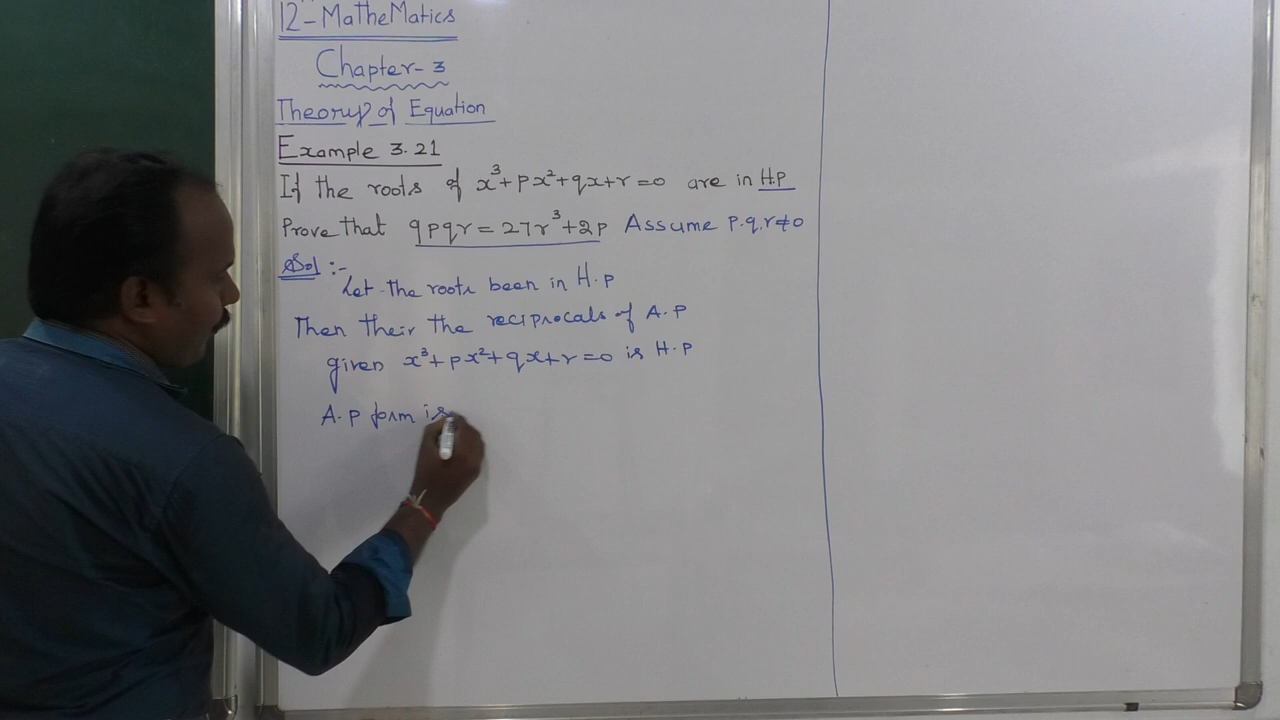 12 - MatheMatics
Chapter - 3
Theory of Equation
Example 3.21
If the roots of x³+px²+qx+r=0 are in H.P
Prove that 9pqr = 27r³+2p Assume p.q.r≠0
Sol :-
Let the roots been in H.P
Then their the reciprocals of A.P
given x³+px²+qx+r=0 is H.P
A.P form is